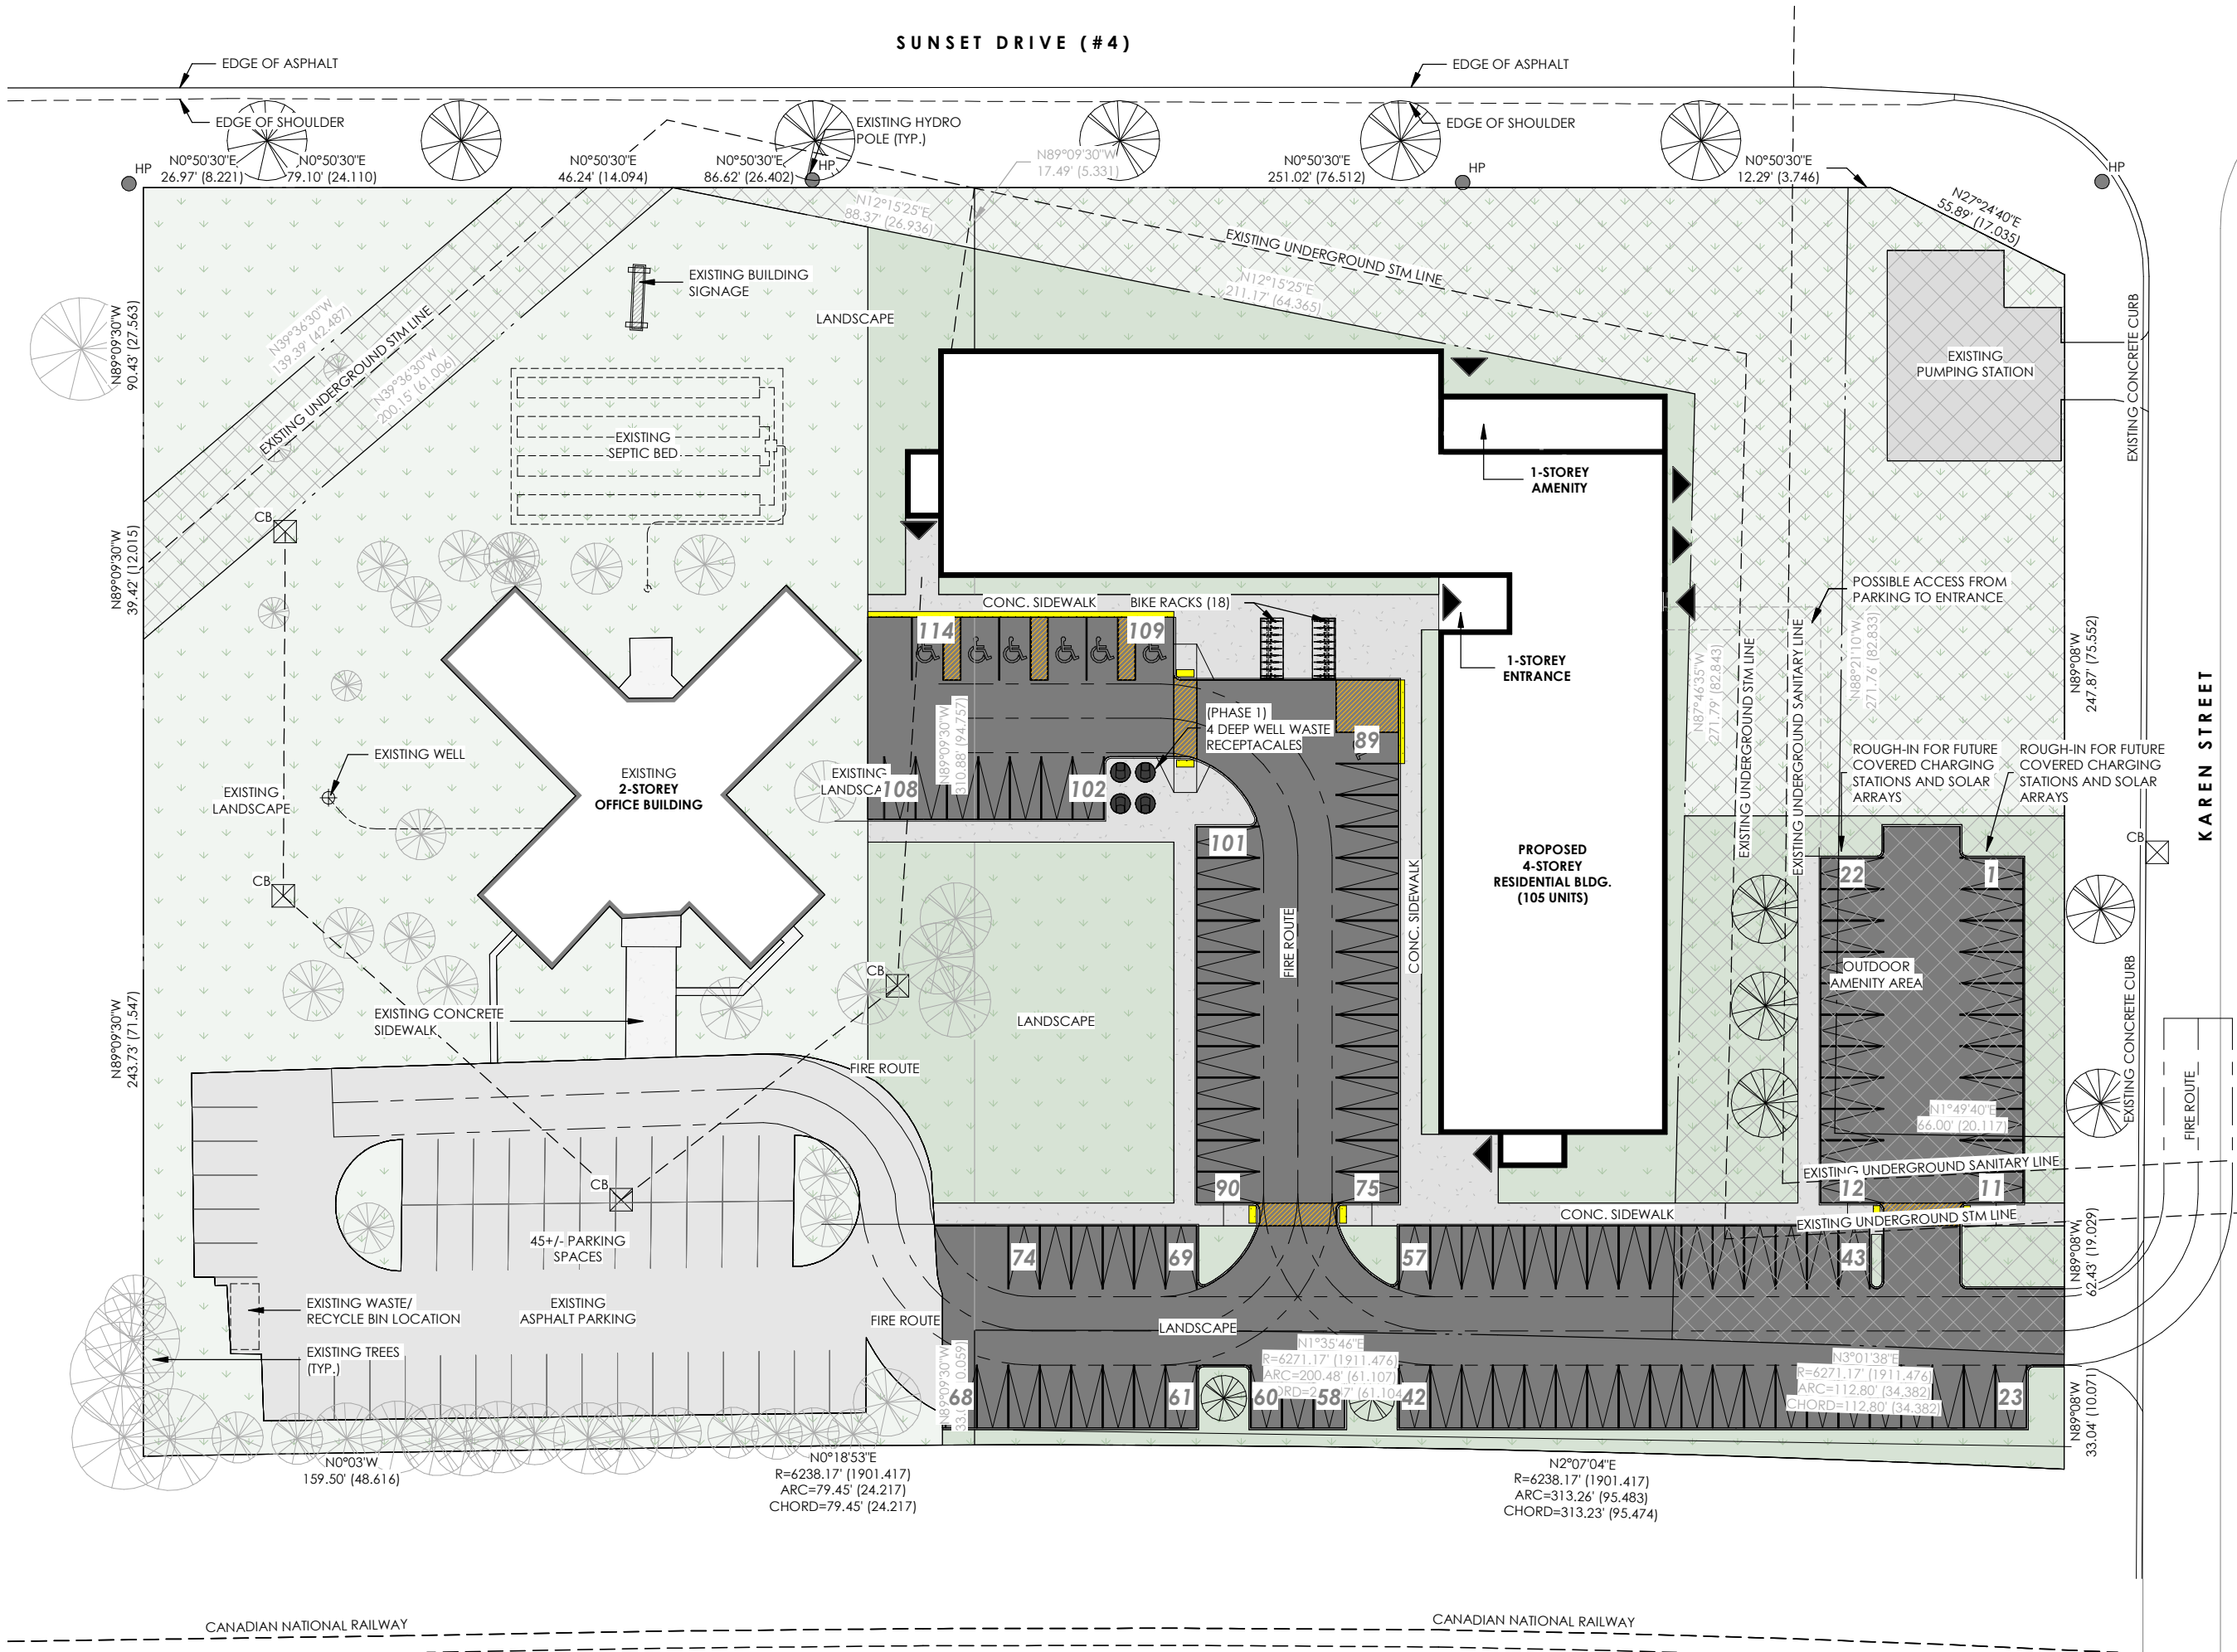 SUNSET DRIVE (#4)
EDGE OF ASPHALT
EDGE OF ASPHALT
EDGE OF SHOULDER
EXISTING HYDRO
POLE (TYP.)
EDGE OF SHOULDER
HP
N0°50'30"E
26.97' (8.221)
N0°50'30"E
79.10' (24.110)
N0°50'30"E
46.24' (14.094)
N0°50'30"E
86.62' (26.402)
HP
N89°09'30"W
17.49' (5.331)
N0°50'30"E
251.02' (76.512)
HP
N0°50'30"E
12.29' (3.746)
HP
N27°24'40"E
55.89' (17.035)
N12°15'25"E
88.37' (26.936)
EXISTING UNDERGROUND STM LINE
N12°15'25"E
211.17' (64.365)
EXISTING BUILDING
SIGNAGE
LANDSCAPE
N89°09'30"W
90.43' (27.563)
N39°36'30"W
139.39' (42.487)
EXISTING UNDERGROUND STM LINE
N39°36'30"W
200.15' (61.006)
EXISTING
PUMPING STATION
EXISTING CONCRETE CURB
EXISTING
SEPTIC BED
1-STOREY
AMENITY
CB
N89°09'30"W
39.42' (12.015)
POSSIBLE ACCESS FROM
PARKING TO ENTRANCE
CONC. SIDEWALK
BIKE RACKS (18)
114
109
1-STOREY
ENTRANCE
N87°46'35"W
271.79' (82.843)
EXISTING UNDERGROUND STM LINE
EXISTING UNDERGROUND SANITARY LINE
N88°21'10"W
271.76' (82.833)
N89°08'W
247.87' (75.552)
KAREN STREET
(PHASE 1)
4 DEEP WELL WASTE
RECEPTACALES
89
N89°09'30"W
310.88' (94.757)
EXISTING WELL
EXISTING
LANDSCAPE
EXISTING
2-STOREY
OFFICE BUILDING
EXISTING
108
102
ROUGH-IN FOR FUTURE
COVERED CHARGING
STATIONS AND SOLAR
ARRAYS
ROUGH-IN FOR FUTURE
COVERED CHARGING
STATIONS AND SOLAR
ARRAYS
101
CB
CB
22
1
PROPOSED
4-STOREY
RESIDENTIAL BLDG.
(105 UNITS)
FIRE ROUTE
CONC. SIDEWALK
CB
OUTDOOR
AMENITY AREA
EXISTING CONCRETE
SIDEWALK
LANDSCAPE
N89°09'30"W
243.73' (71.547)
FIRE ROUTE
EXISTING CONCRETE CURB
FIRE ROUTE
N1°49'40"E
66.00' (20.117)
EXISTING UNDERGROUND SANITARY LINE
CB
90
75
12
11
CONC. SIDEWALK
EXISTING UNDERGROUND STM LINE
45+/- PARKING
SPACES
74
69
57
43
N89°08'W
62.43' (19.029)
EXISTING WASTE/
RECYCLE BIN LOCATION
EXISTING
ASPHALT PARKING
FIRE ROUTE
LANDSCAPE
EXISTING TREES
(TYP.)
N89°09'30"W
N1°35'46"E
R=6271.17' (1911.476)
ARC=200.48' (61.107)
N3°01'38"E
R=6271.17' (1911.476)
ARC=112.80' (34.382)
CHORD=112.80' (34.382)
68
61
60
58
42
23
N89°08'W
33.04' (10.071)
N0°03'W
159.50' (48.616)
N0°18'53"E
R=6238.17' (1901.417)
ARC=79.45' (24.217)
CHORD=79.45' (24.217)
N2°07'04"E
R=6238.17' (1901.417)
ARC=313.26' (95.483)
CHORD=313.23' (95.474)
CANADIAN NATIONAL RAILWAY
CANADIAN NATIONAL RAILWAY